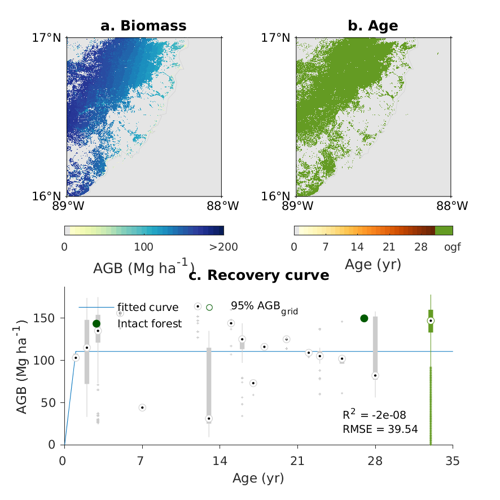 a. Biomass
b. Age
17°N
17°N
16°N
16°N
89°W
88°W
89°W
88°W
0
100
>200
0
7
14
21
28
ogf
AGB (Mg ha⁻¹)
Age (yr)
c. Recovery curve
fitted curve
95% AGB_grid
Intact forest
150
100
50
0
AGB (Mg ha⁻¹)
R² = -2e-08
RMSE = 39.54
0
7
14
21
28
35
Age (yr)